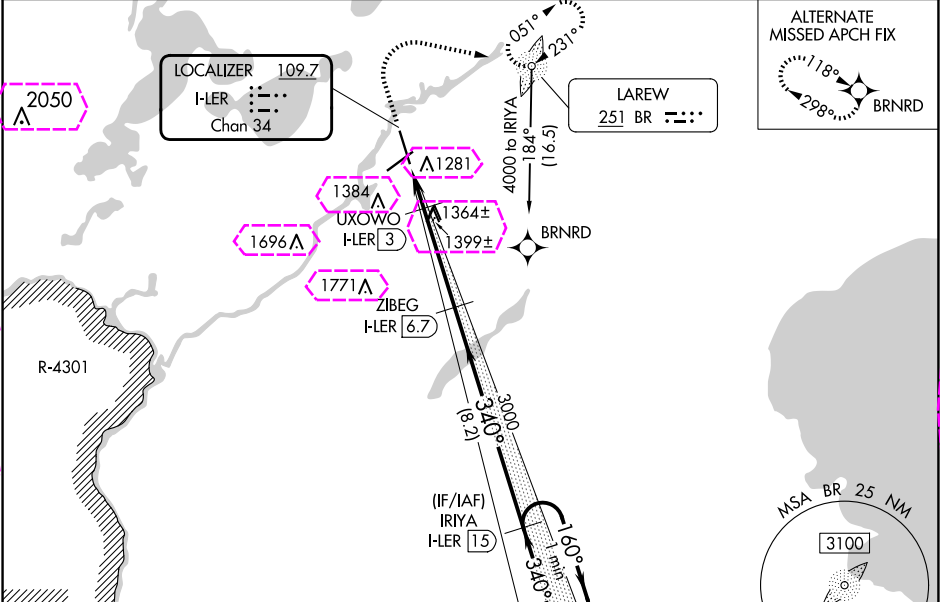 2050
LOCALIZER 109.7
I-LER
Chan 34
051°
231°
LAREW
251 BR
ALTERNATE
MISSED APCH FIX
118°
298°
BRNRD
4000 to IRIYA
184°
(16.5)
1281
1384
UXOWO
I-LER 3
1364±
1399±
1696
BRNRD
1771
ZIBEG
I-LER 6.7
R-4301
3000
340°
(8.2)
(IF/IAF)
IRIYA
I-LER 15
160°
1 min
340°
MSA BR 25 NM
3100